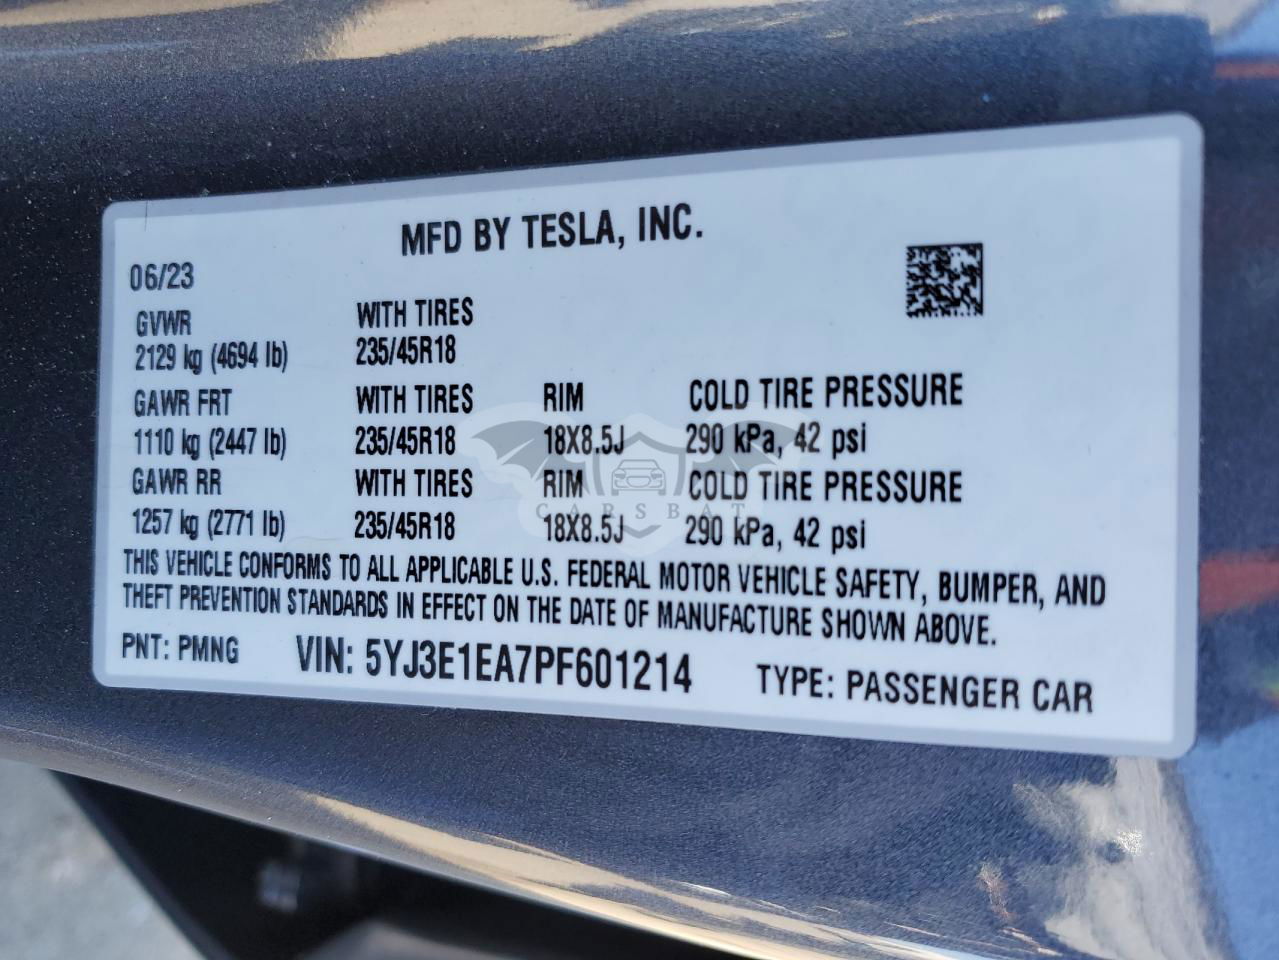 MFD BY TESLA, INC.
06/23
GVWR WITH TIRES
2129 kg (4694 lb) 235/45R18
GAWR FRT WITH TIRES RIM COLD TIRE PRESSURE
1110 kg (2447 lb) 235/45R18 18X8.5J 290 kPa, 42 psi
GAWR RR WITH TIRES RIM COLD TIRE PRESSURE
1257 kg (2771 lb) 235/45R18 18X8.5J 290 kPa, 42 psi
CARSBAT
THIS VEHICLE CONFORMS TO ALL APPLICABLE U.S. FEDERAL MOTOR VEHICLE SAFETY, BUMPER, AND
THEFT PREVENTION STANDARDS IN EFFECT ON THE DATE OF MANUFACTURE SHOWN ABOVE.
PNT: PMNG VIN: 5YJ3E1EA7PF601214 TYPE: PASSENGER CAR